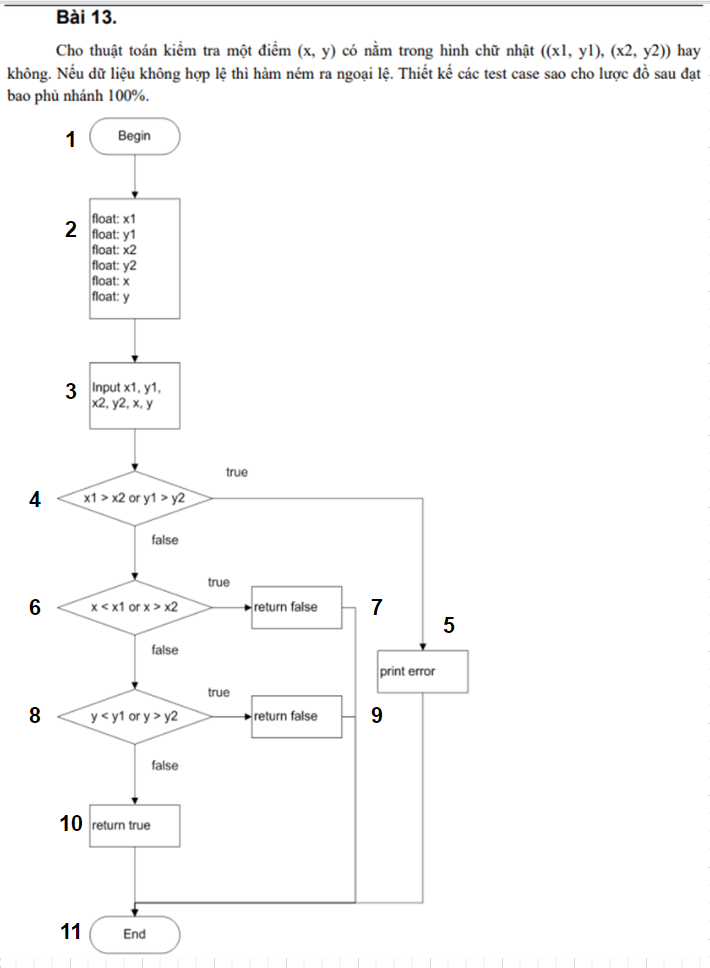 Bài 13.
Cho thuật toán kiểm tra một điểm (x, y) có nằm trong hình chữ nhật ((x1, y1), (x2, y2)) hay
không. Nếu dữ liệu không hợp lệ thì hàm ném ra ngoại lệ. Thiết kế các test case sao cho lược đồ sau đạt
bao phủ nhánh 100%.
1
Begin
2
float: x1
float: y1
float: x2
float: y2
float: x
float: y
3
Input x1, y1,
x2, y2, x, y
true
4
x1 > x2 or y1 > y2
false
true
6
x < x1 or x > x2
return false
7
5
false
print error
true
8
y < y1 or y > y2
return false
9
false
10
return true
11
End